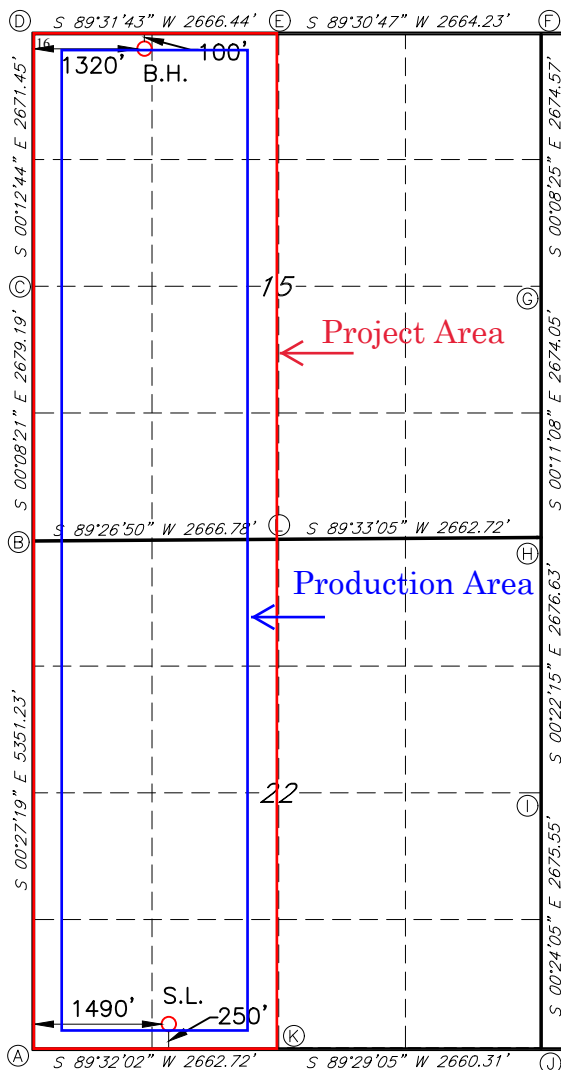 D S 89°31'43" W 2666.44' E S 89°30'47" W 2664.23' F
16
1320' 100'
B.H.
S 00°12'44" E 2671.45'
S 00°08'25" E 2674.57'
C 15 G
Project Area
S 00°08'21" E 2679.19'
S 00°11'08" E 2674.05'
B S 89°26'50" W 2666.78' L S 89°33'05" W 2662.72' H
Production Area
S 00°22'15" E 2676.63'
S 00°27'19" E 5351.23'
22 I
S.L.
1490' 250'
S 00°24'05" E 2675.55'
A S 89°32'02" W 2662.72' K S 89°29'05" W 2660.31' J